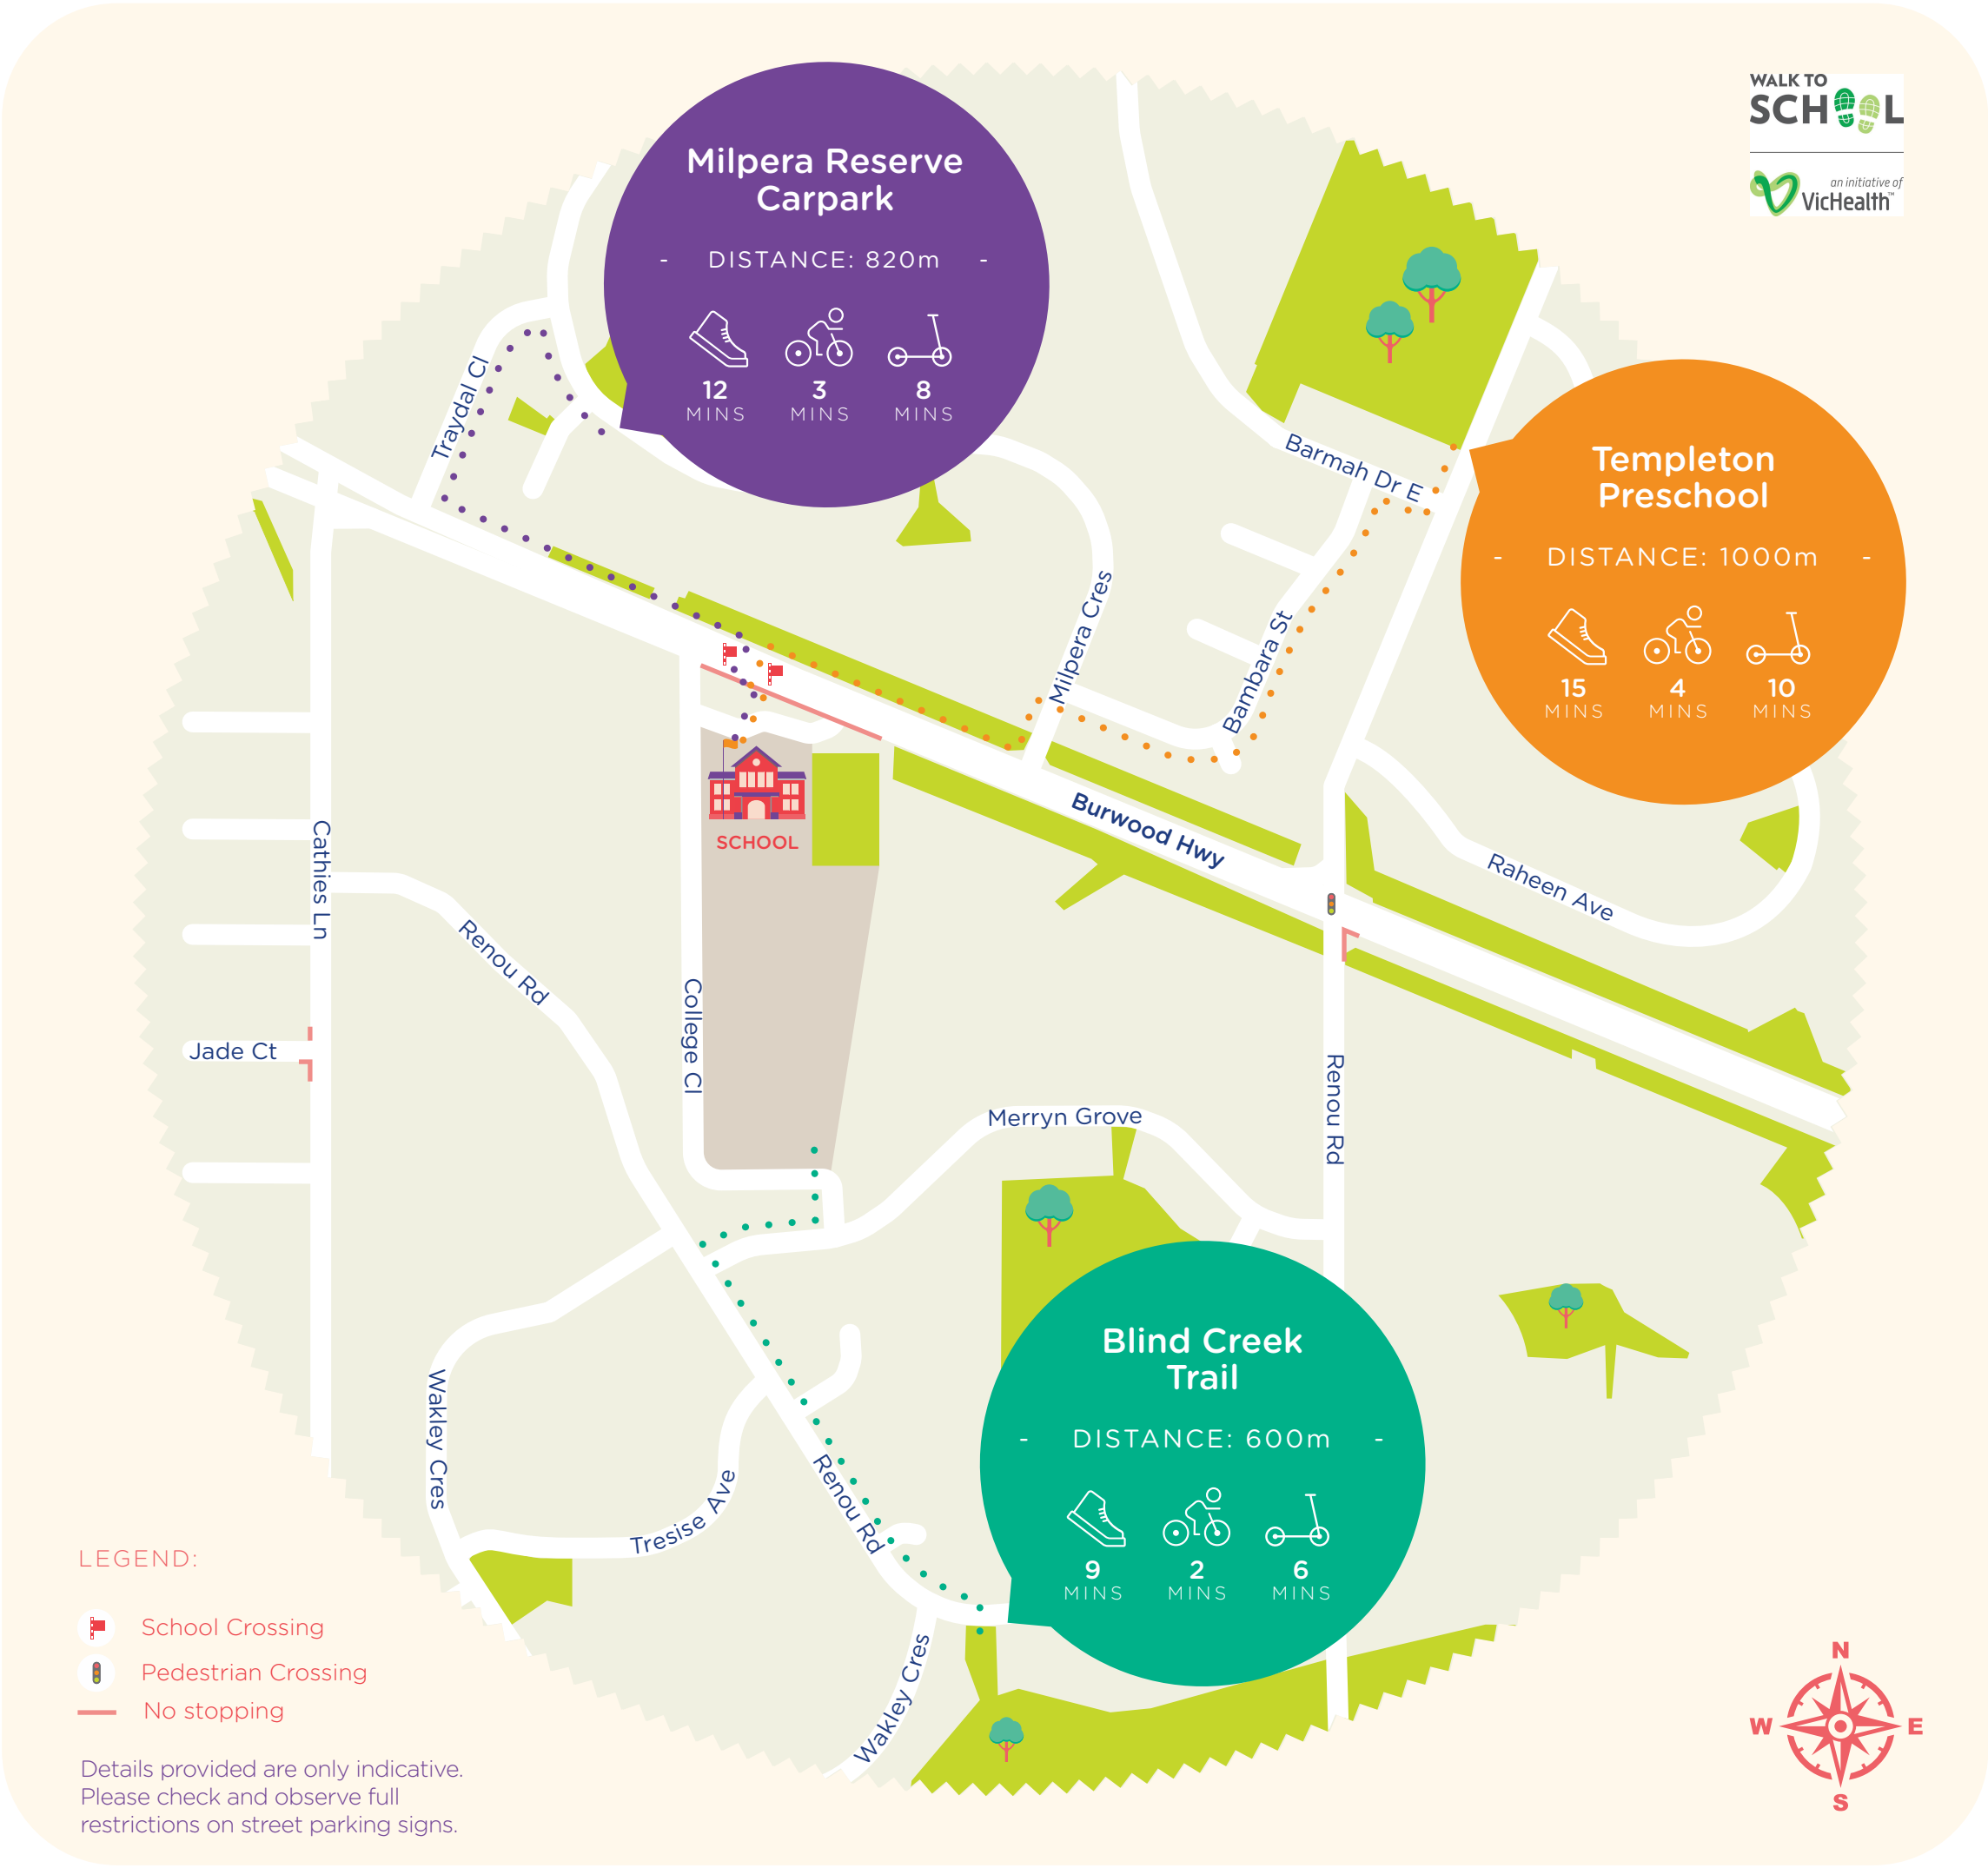 WALK TO
SCHOOL
an initiative of
VicHealth™
Milpera Reserve
Carpark
- DISTANCE: 820m -
12 3 8
MINS MINS MINS
Templeton
Preschool
- DISTANCE: 1000m -
15 4 10
MINS MINS MINS
Traydal Cl
Barmah Dr E
Milpera Cres
Bambara St
Burwood Hwy
SCHOOL
Raheen Ave
Cathies Ln
Renou Rd
College Cl
Jade Ct
Merryn Grove
Renou Rd
Blind Creek
Trail
- DISTANCE: 600m -
9 2 6
MINS MINS MINS
Wakley Cres
Tresise Ave
Renou Rd
Wakley Cres
LEGEND:
School Crossing
Pedestrian Crossing
No stopping
Details provided are only indicative.
Please check and observe full
restrictions on street parking signs.
N
W E
S